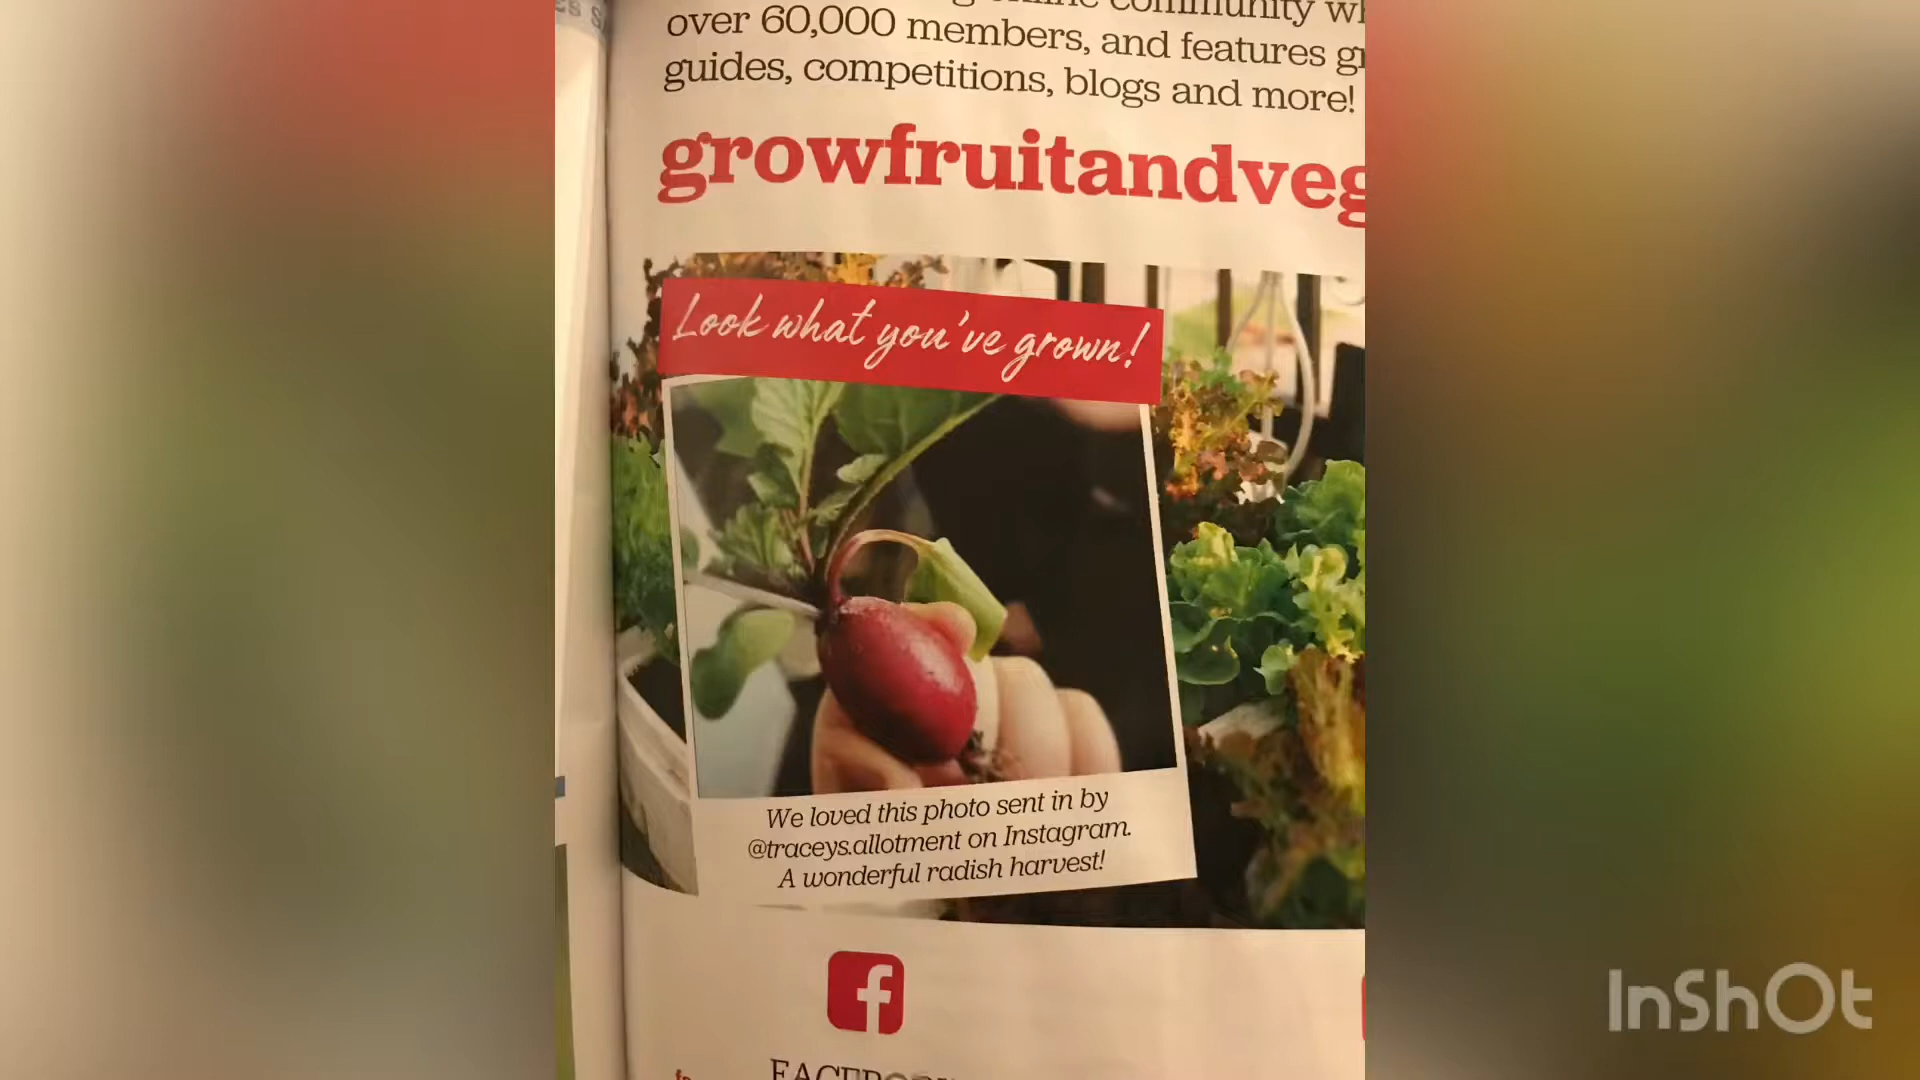 community
over 60,000 members, and features
guides, competitions, blogs and more!
growfruitandveg
Look what you've grown!
We loved this photo sent in by
@traceys.allotment on Instagram.
A wonderful radish harvest!
f
InShOt